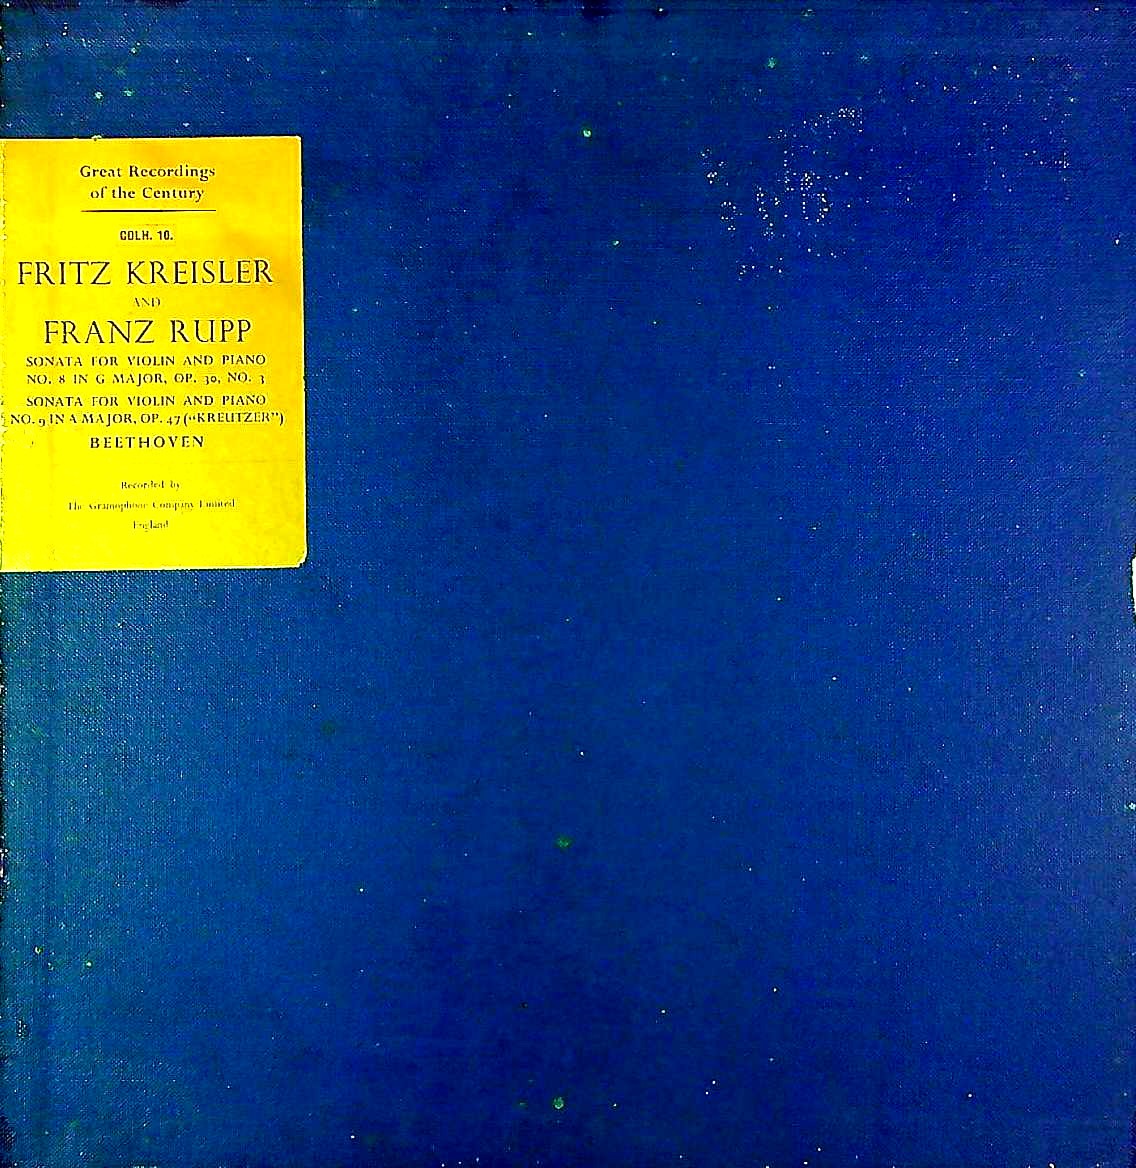 Great Recordings
of the Century
COLH. 10.
FRITZ KREISLER
AND
FRANZ RUPP
SONATA FOR VIOLIN AND PIANO
NO. 8 IN G MAJOR, OP. 30, NO. 3
SONATA FOR VIOLIN AND PIANO
NO. 9 IN A MAJOR, OP. 47 (“KREUTZER”)
BEETHOVEN
Recorded by
The Gramophone Company Limited
England